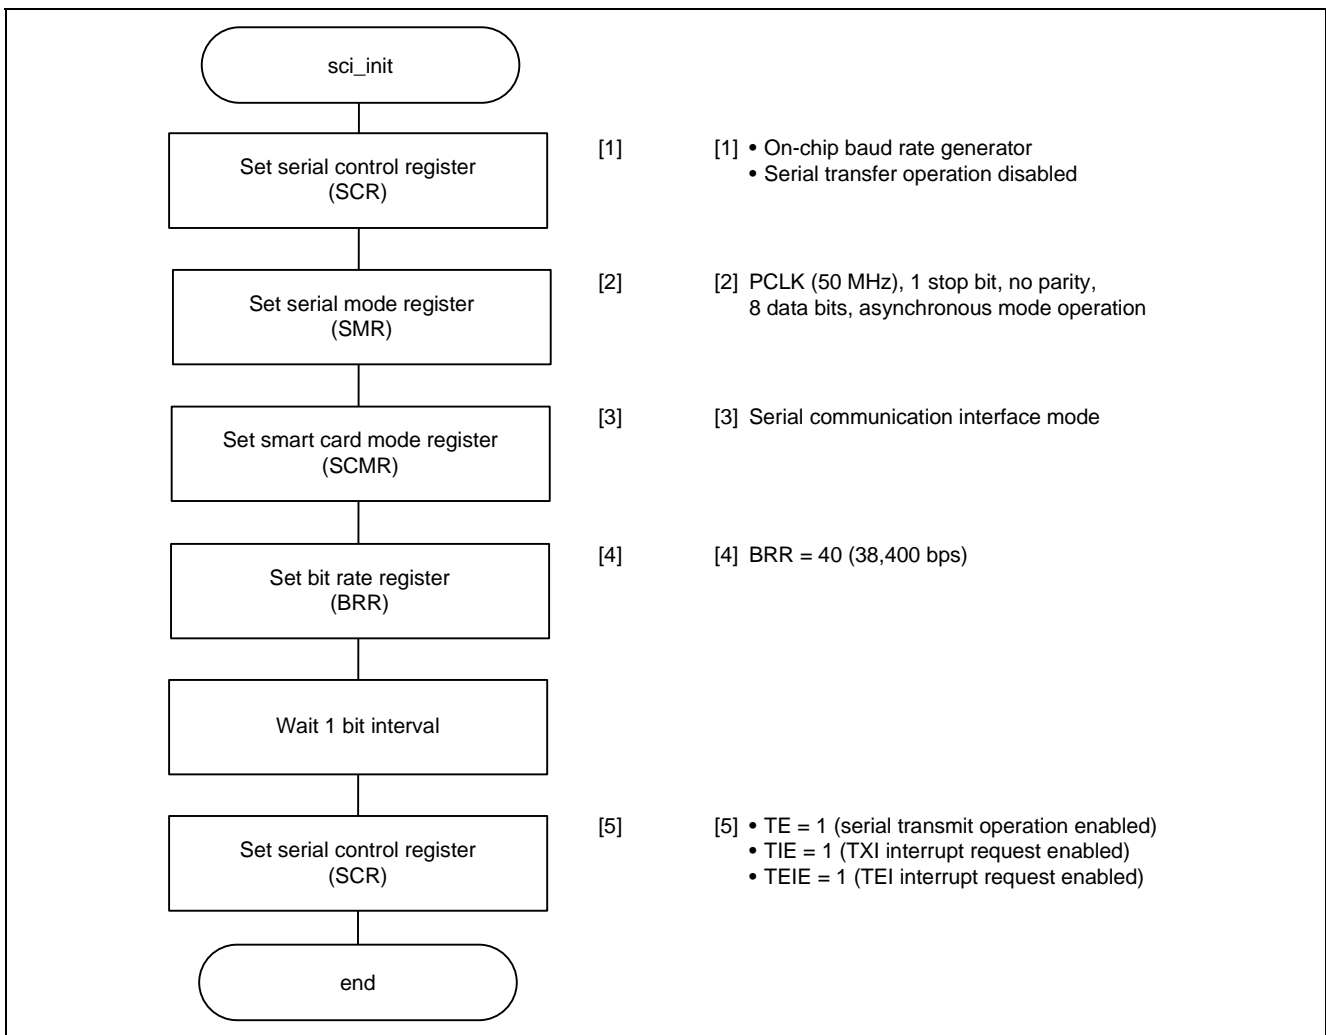 sci_init
Set serial control register
(SCR)
[1]
[1] • On-chip baud rate generator
• Serial transfer operation disabled
Set serial mode register
(SMR)
[2]
[2] PCLK (50 MHz), 1 stop bit, no parity,
8 data bits, asynchronous mode operation
Set smart card mode register
(SCMR)
[3]
[3] Serial communication interface mode
Set bit rate register
(BRR)
[4]
[4] BRR = 40 (38,400 bps)
Wait 1 bit interval
Set serial control register
(SCR)
[5]
[5] • TE = 1 (serial transmit operation enabled)
• TIE = 1 (TXI interrupt request enabled)
• TEIE = 1 (TEI interrupt request enabled)
end